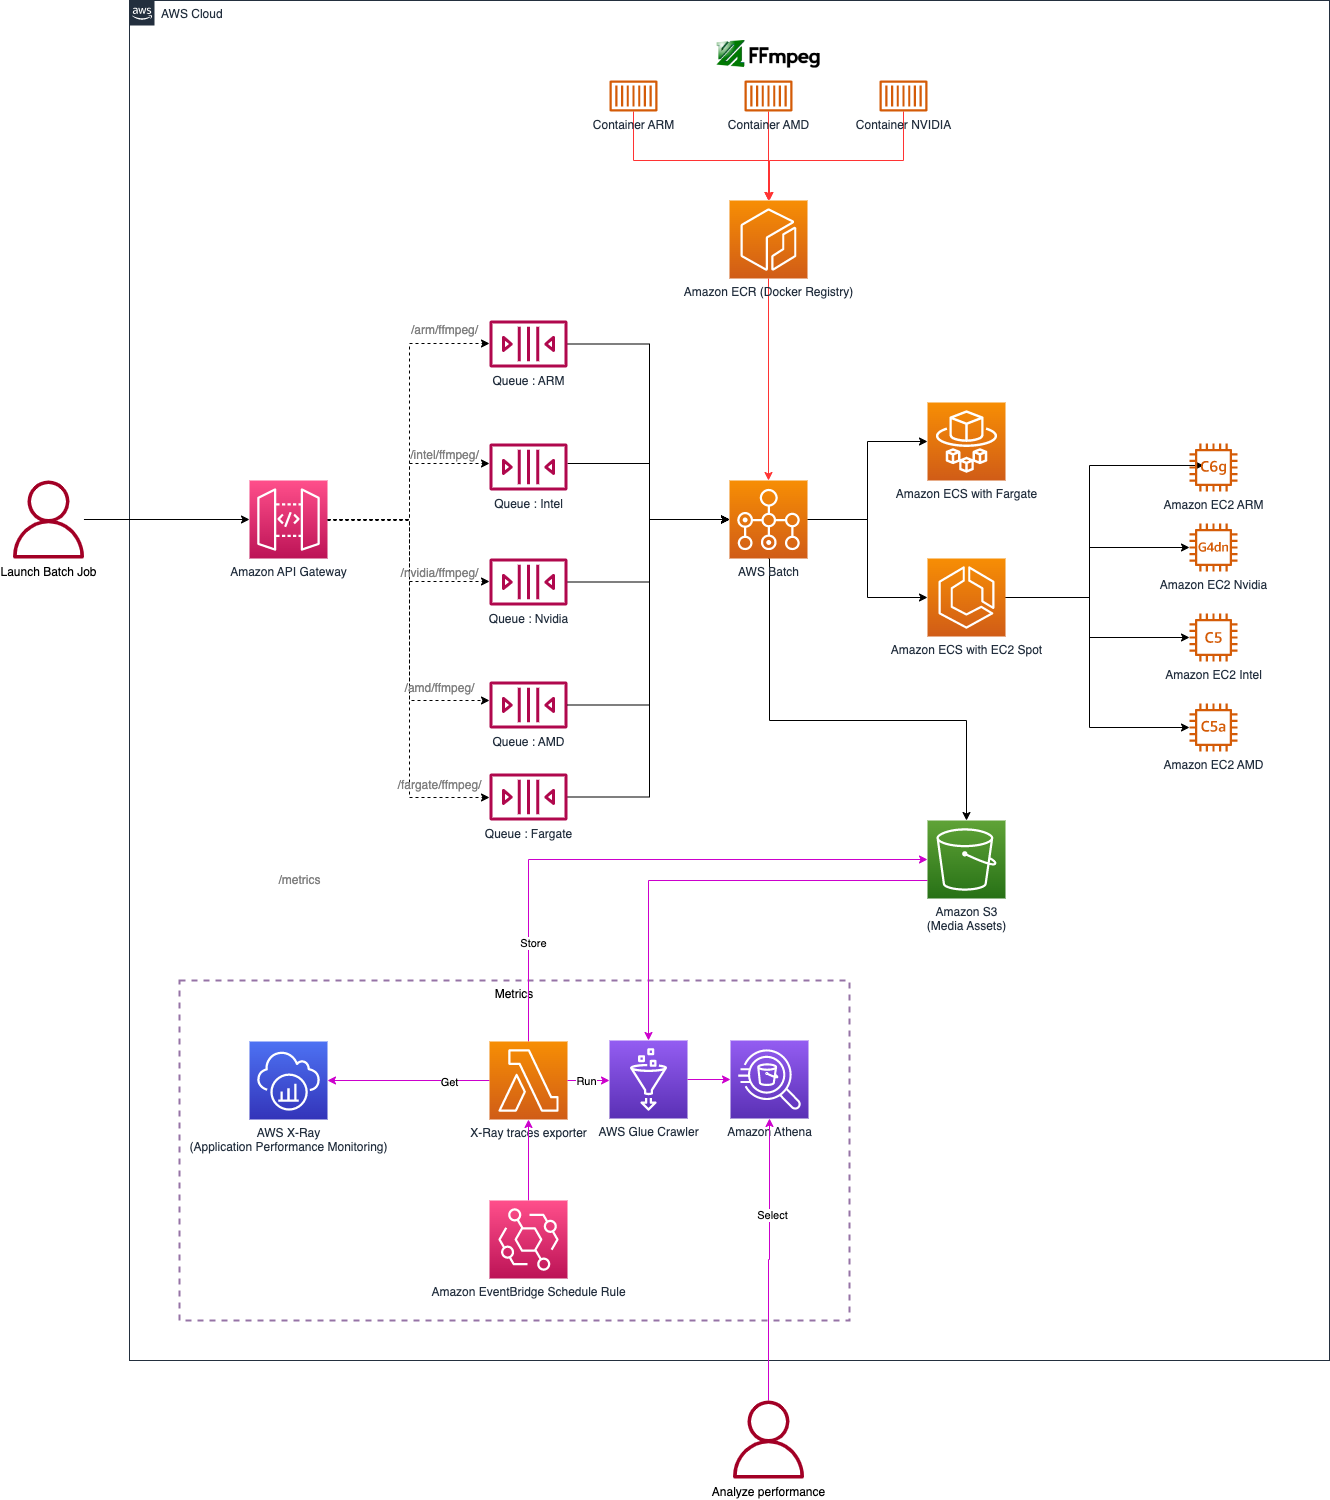 aws
AWS Cloud
FFmpeg
Container ARM
Container AMD
Container NVIDIA
Amazon ECR (Docker Registry)
/arm/ffmpeg/
Queue : ARM
/intel/ffmpeg/
Queue : Intel
Launch Batch Job
Amazon API Gateway
/nvidia/ffmpeg/
Queue : Nvidia
/amd/ffmpeg/
Queue : AMD
/fargate/ffmpeg/
Queue : Fargate
AWS Batch
Amazon ECS with Fargate
Amazon ECS with EC2 Spot
C6g
Amazon EC2 ARM
G4dn
Amazon EC2 Nvidia
C5
Amazon EC2 Intel
C5a
Amazon EC2 AMD
/metrics
Amazon S3
(Media Assets)
Store
Metrics
Get
Run
AWS X-Ray
(Application Performance Monitoring)
X-Ray traces exporter
AWS Glue Crawler
Amazon Athena
Select
Amazon EventBridge Schedule Rule
Analyze performance